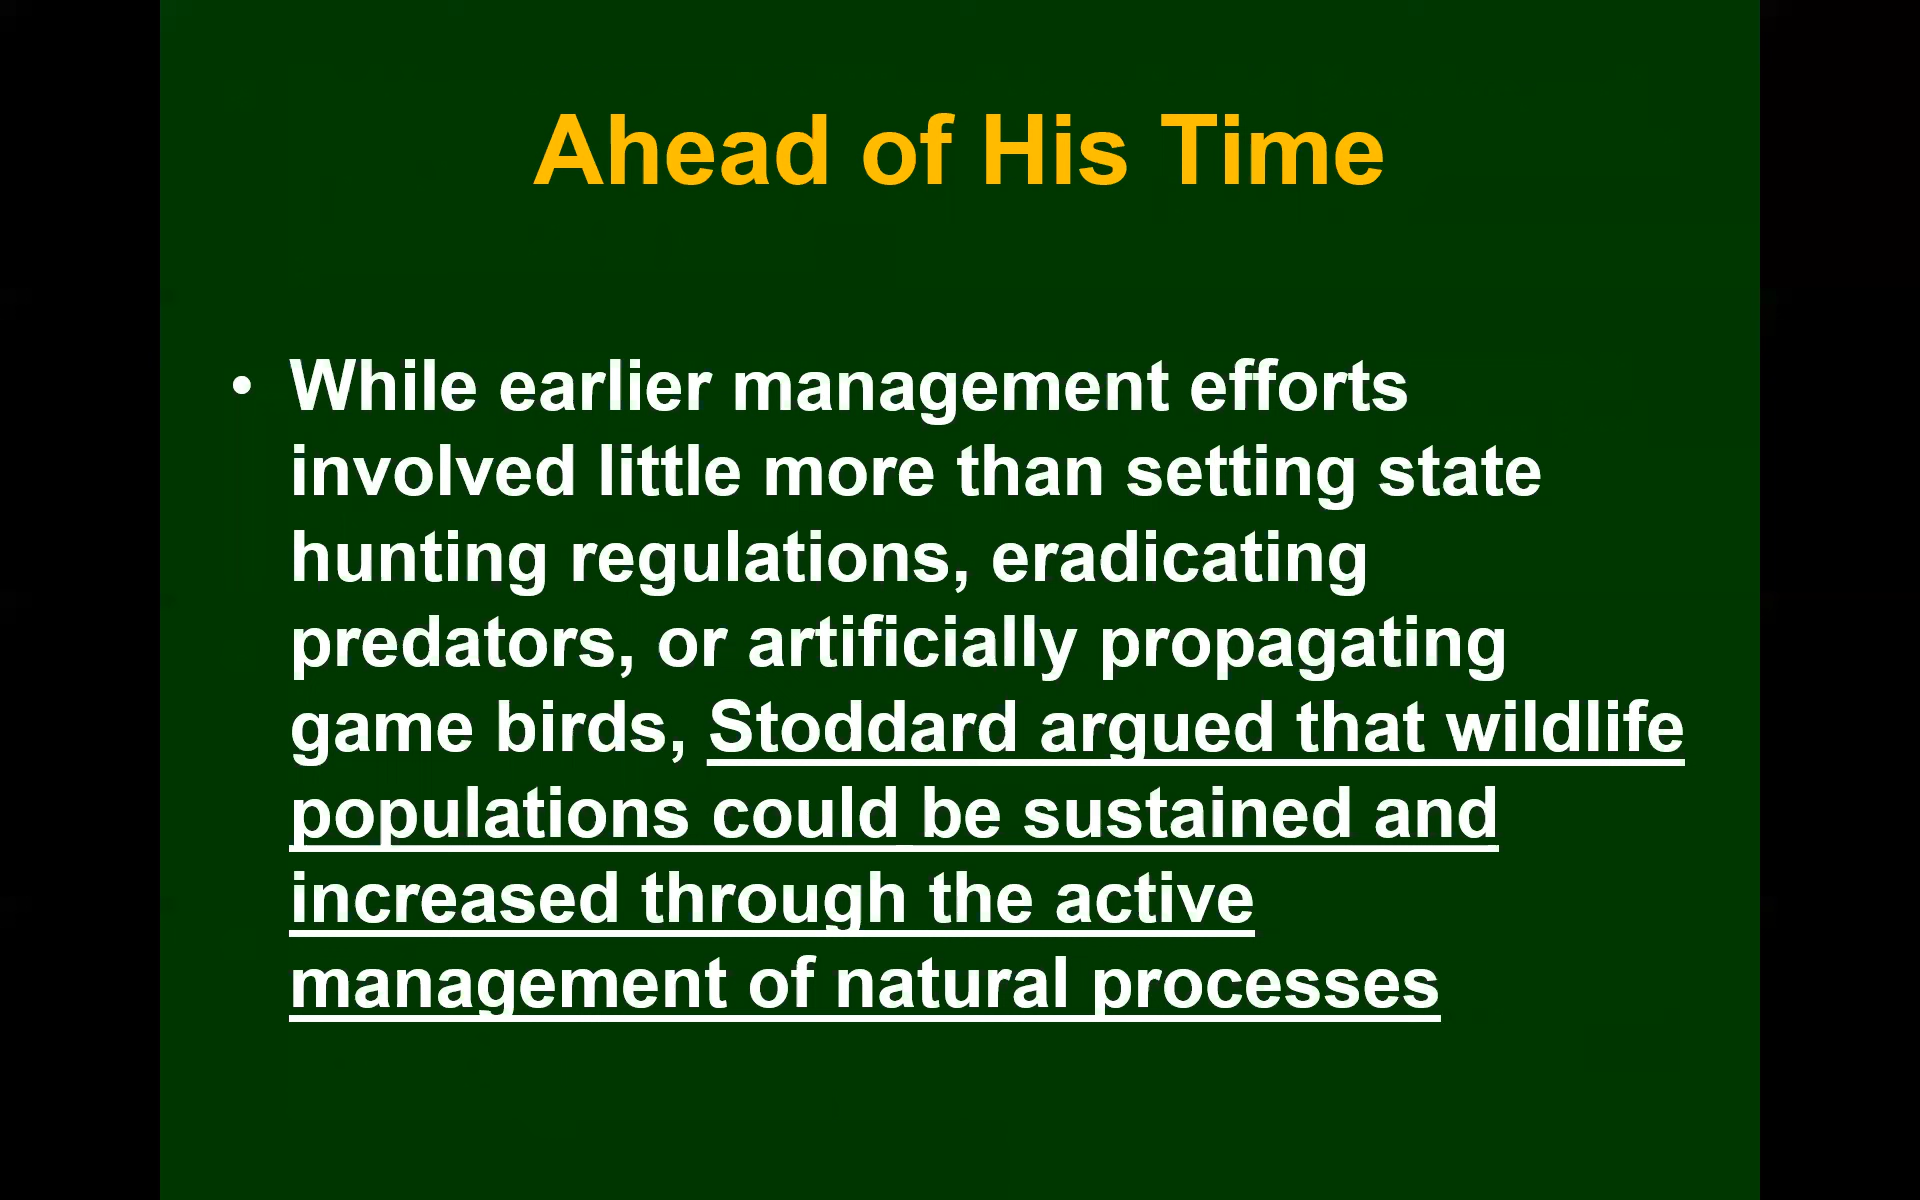 Ahead of His Time
• While earlier management efforts
involved little more than setting state
hunting regulations, eradicating
predators, or artificially propagating
game birds, Stoddard argued that wildlife
populations could be sustained and
increased through the active
management of natural processes